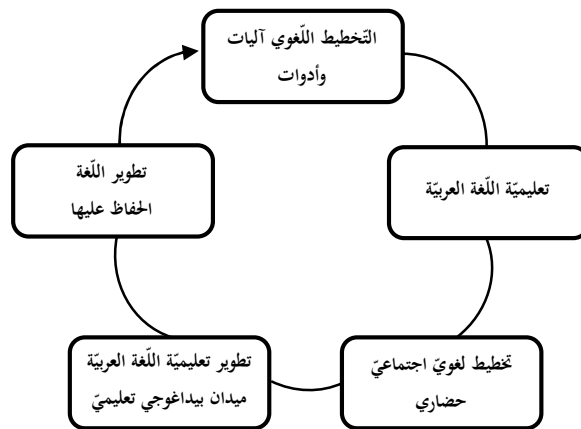 التّخطيط اللّغوي آليات
وأدوات
تعليميّة اللّغة العربيّة
تخطيط لغويّ اجتماعيّ
حضاري
تطوير تعليميّة اللّغة العربيّة
ميدان بيداغوجي تعليميّ
تطوير اللّغة
الحفاظ عليها